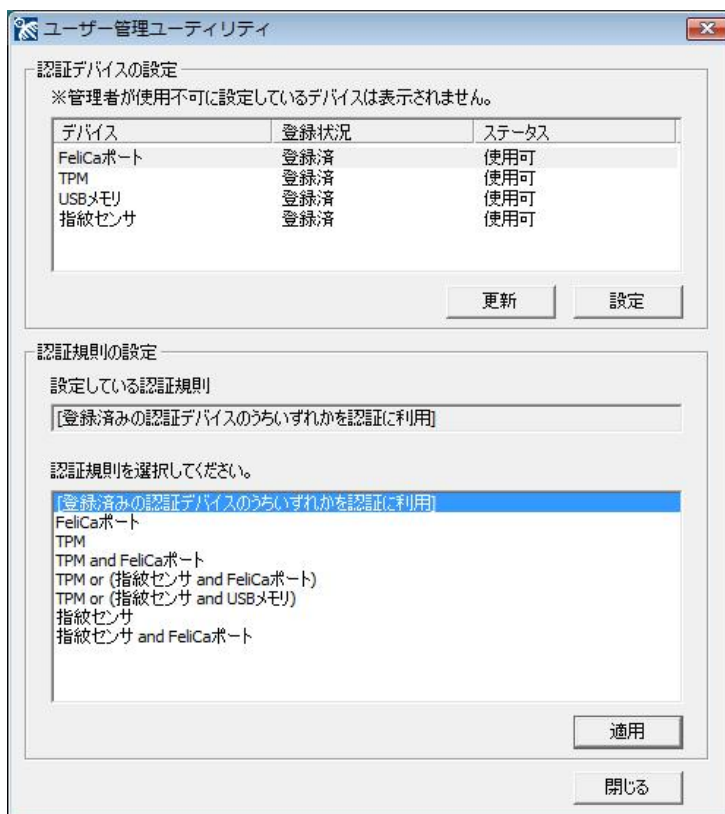 ユーザー管理ユーティリティ
認証デバイスの設定
※管理者が使用不可に設定しているデバイスは表示されません。
デバイス 登録状況 ステータス
FeliCaポート 登録済 使用可
TPM 登録済 使用可
USBメモリ 登録済 使用可
指紋センサ 登録済 使用可
更新 設定
認証規則の設定
設定している認証規則
[登録済みの認証デバイスのうちいずれかを認証に利用]
認証規則を選択してください。
[登録済みの認証デバイスのうちいずれかを認証に利用]
FeliCaポート
TPM
TPM and FeliCaポート
TPM or (指紋センサ and FeliCaポート)
TPM or (指紋センサ and USBメモリ)
指紋センサ
指紋センサ and FeliCaポート
適用
閉じる